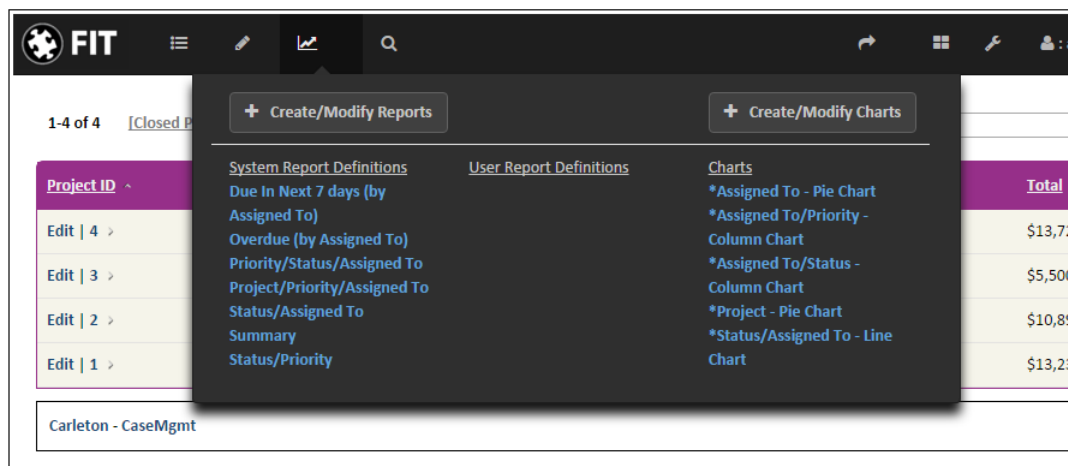 FIT
:
Create/Modify Reports
Create/Modify Charts
1-4 of 4 [Closed P
System Report Definitions
Due In Next 7 days (by
Assigned To)
Overdue (by Assigned To)
Priority/Status/Assigned To
Project/Priority/Assigned To
Status/Assigned To
Summary
Status/Priority
User Report Definitions
Charts
*Assigned To - Pie Chart
*Assigned To/Priority -
Column Chart
*Assigned To/Status -
Column Chart
*Project - Pie Chart
*Status/Assigned To - Line
Chart
Project ID
Total
Edit | 4 >
$13,72
Edit | 3 >
$5,500
Edit | 2 >
$10,89
Edit | 1 >
$13,23
Carleton - CaseMgmt